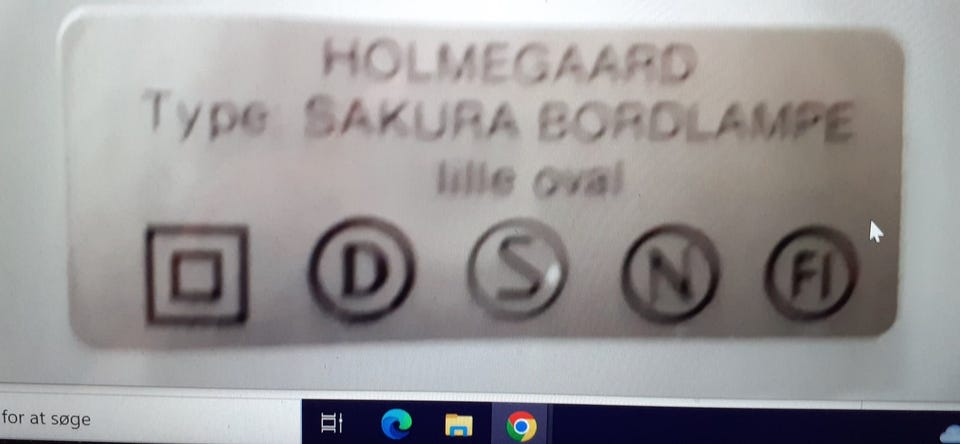 HOLMEGAARD
Type SAKURA BORDLAMPE
lille oval
D S N FI
for at søge